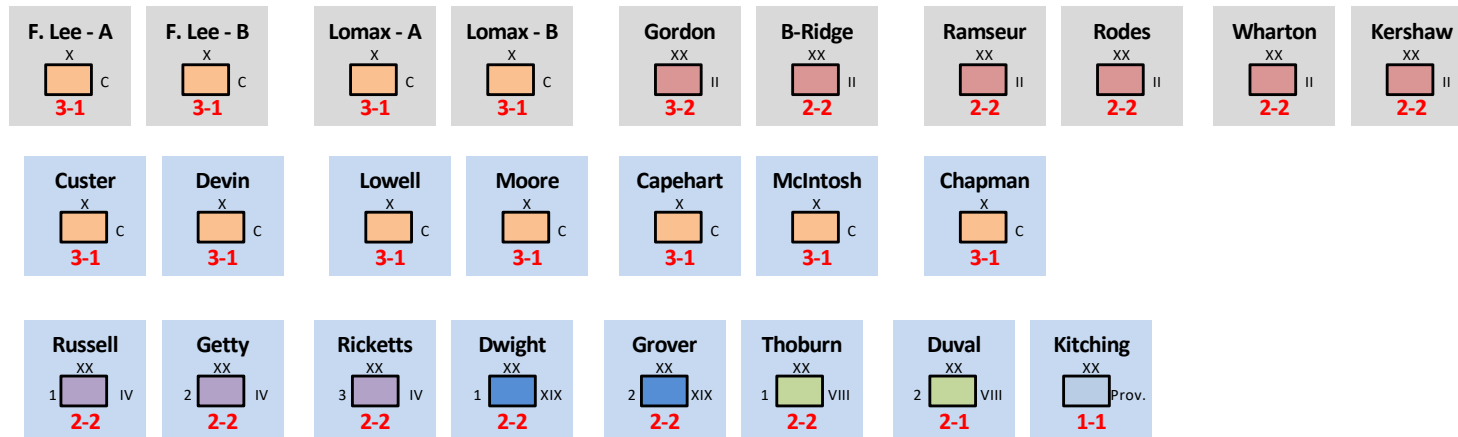 F. Lee - A F. Lee - B Lomax - A Lomax - B Gordon B-Ridge Ramseur Rodes Wharton Kershaw
X X X X XX XX XX XX XX XX
C C C C II II II II II II
3-1 3-1 3-1 3-1 3-2 2-2 2-2 2-2 2-2 2-2
Custer Devin Lowell Moore Capehart McIntosh Chapman
X X X X X X X
C C C C C C C
3-1 3-1 3-1 3-1 3-1 3-1 3-1
Russell Getty Ricketts Dwight Grover Thoburn Duval Kitching
XX XX XX XX XX XX XX XX
1 IV 2 IV 3 IV 1 XIX 2 XIX 1 VIII 2 VIII Prov.
2-2 2-2 2-2 2-2 2-2 2-2 2-1 1-1